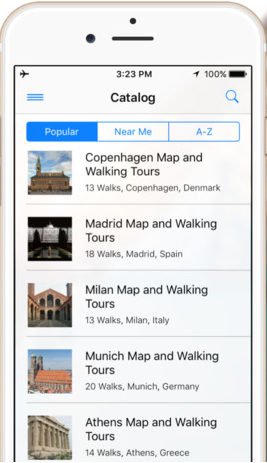 3:23 PM 100%
Catalog
Popular Near Me A-Z
Copenhagen Map and
Walking Tours
13 Walks, Copenhagen, Denmark
Madrid Map and Walking
Tours
18 Walks, Madrid, Spain
Milan Map and Walking
Tours
13 Walks, Milan, Italy
Munich Map and Walking
Tours
20 Walks, Munich, Germany
Athens Map and Walking
Tours
14 Walks, Athens, Greece